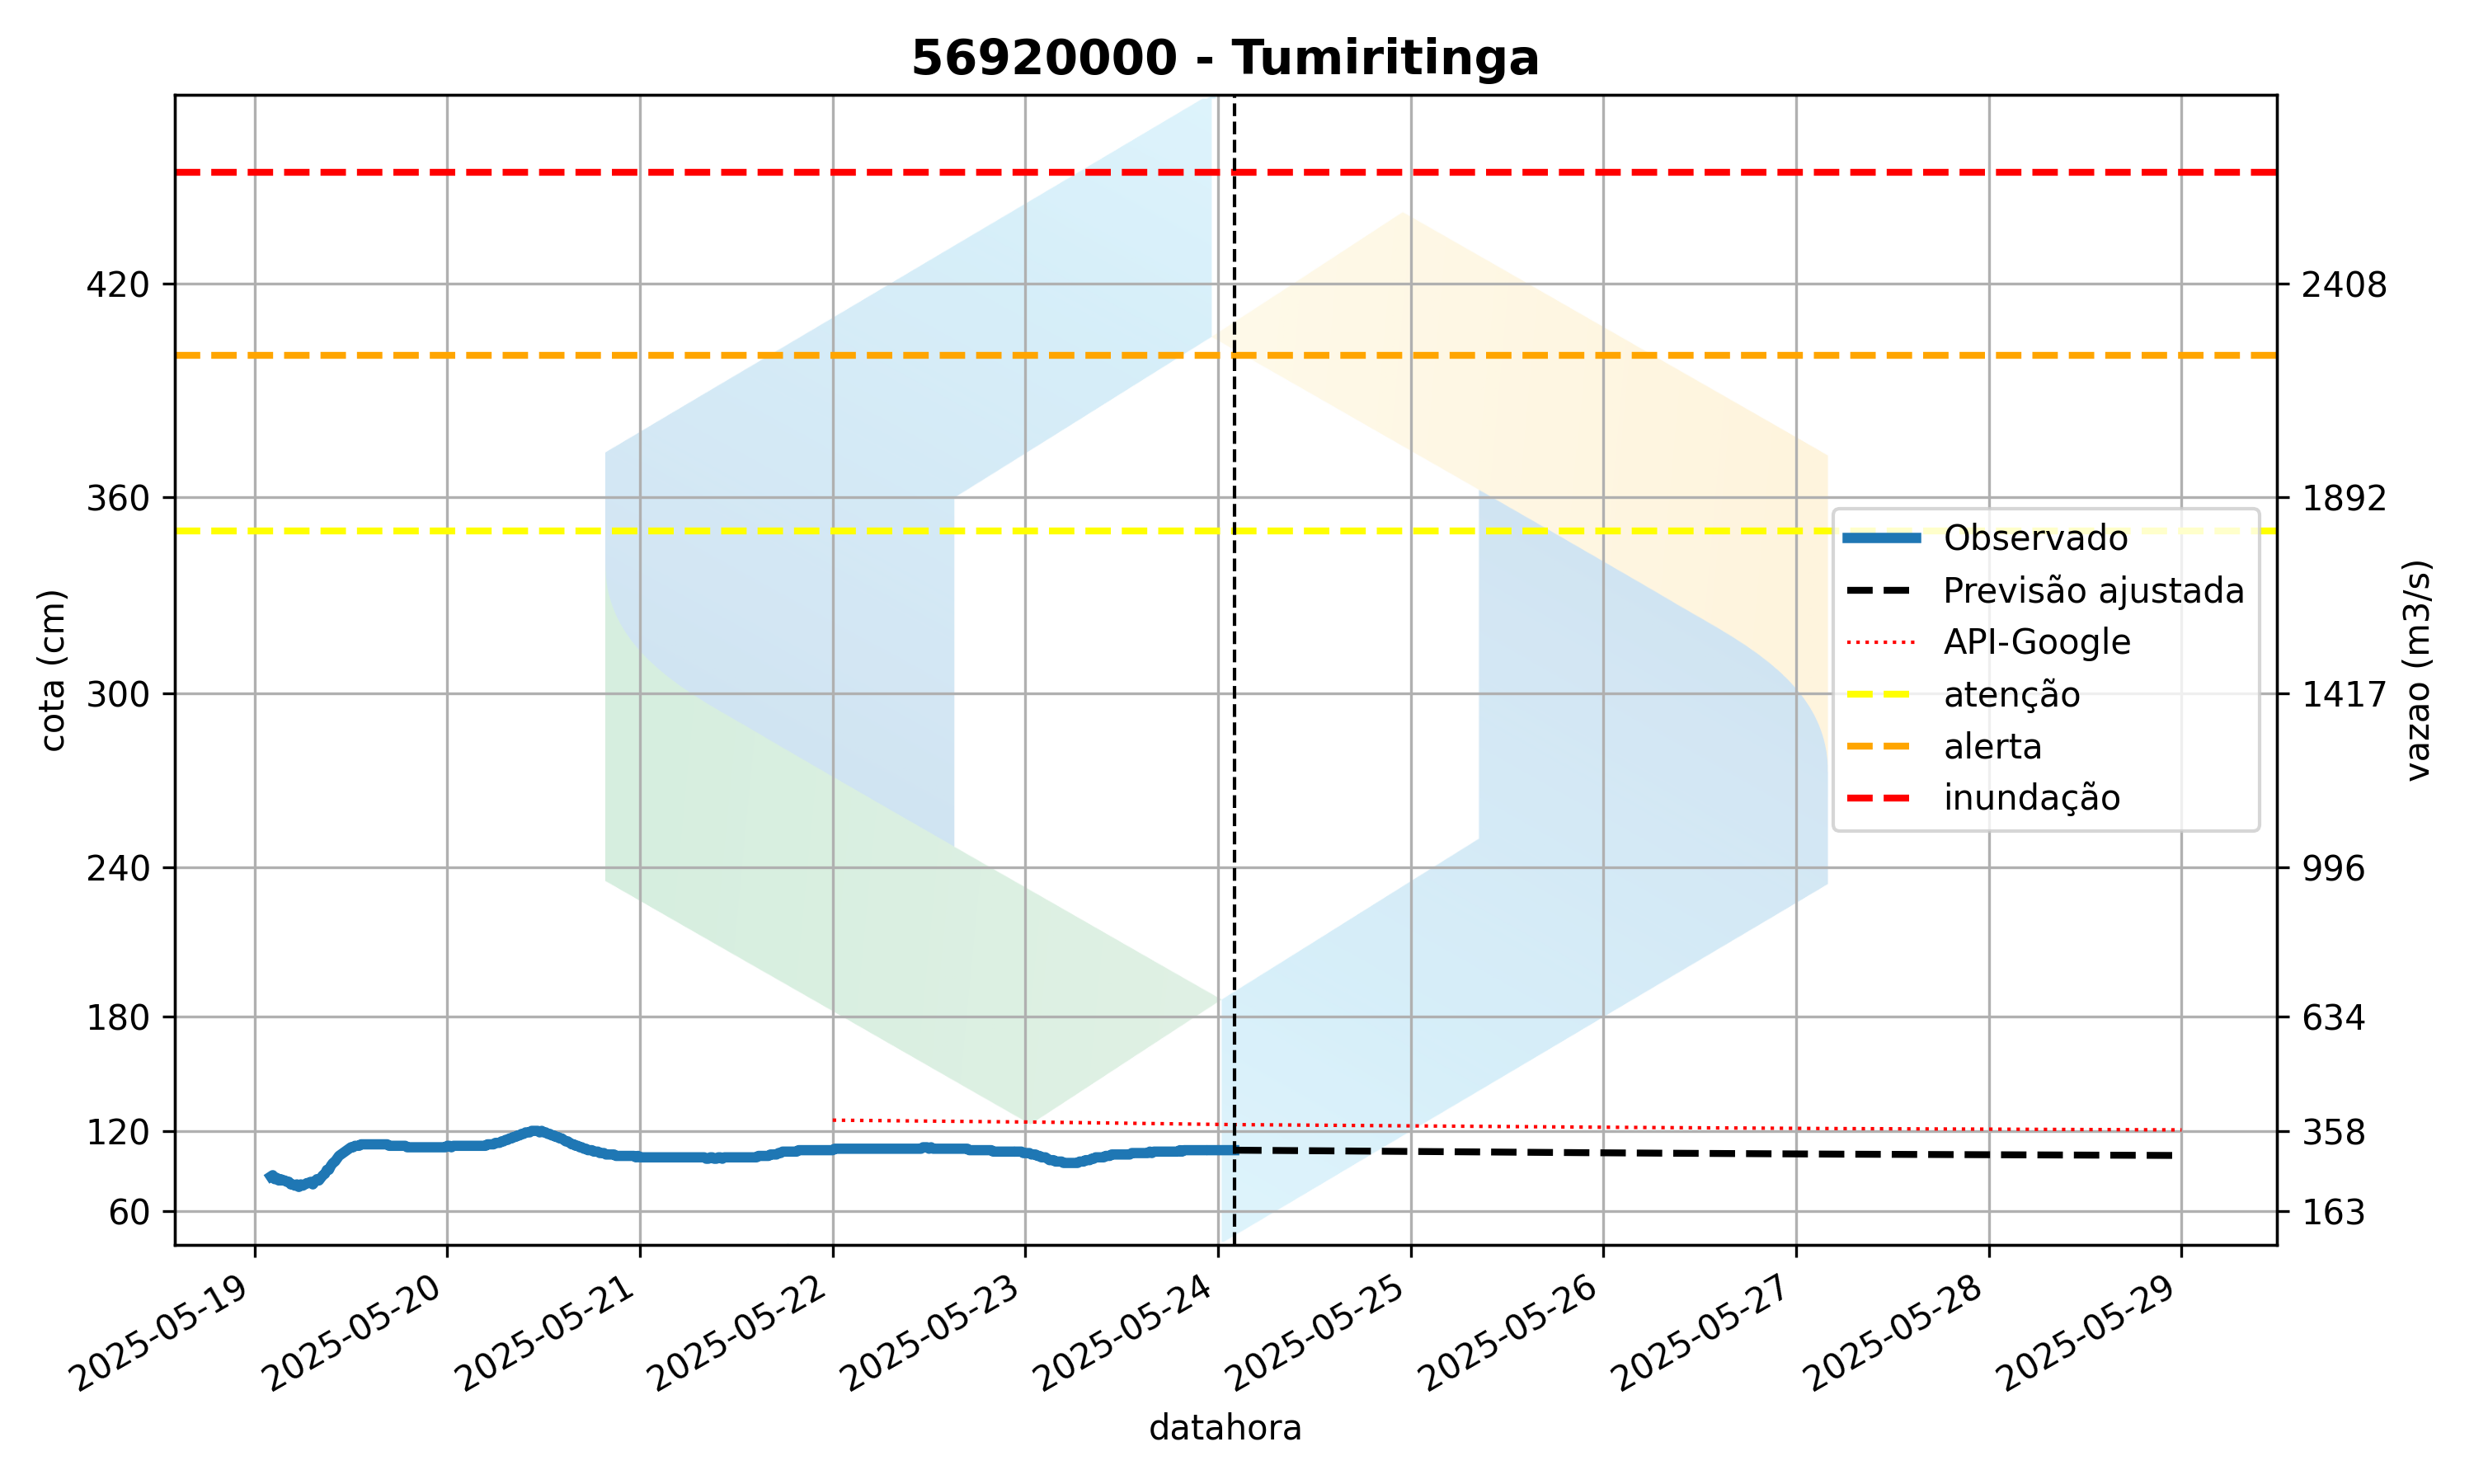 56920000 - Tumiritinga
cota (cm)
420
360
300
240
180
120
60
2408
1892
1417
996
634
358
163
vazao (m3/s)
Observado
Previsão ajustada
API-Google
atenção
alerta
inundação
2025-05-19
2025-05-20
2025-05-21
2025-05-22
2025-05-23
2025-05-24
2025-05-25
2025-05-26
2025-05-27
2025-05-28
2025-05-29
datahora